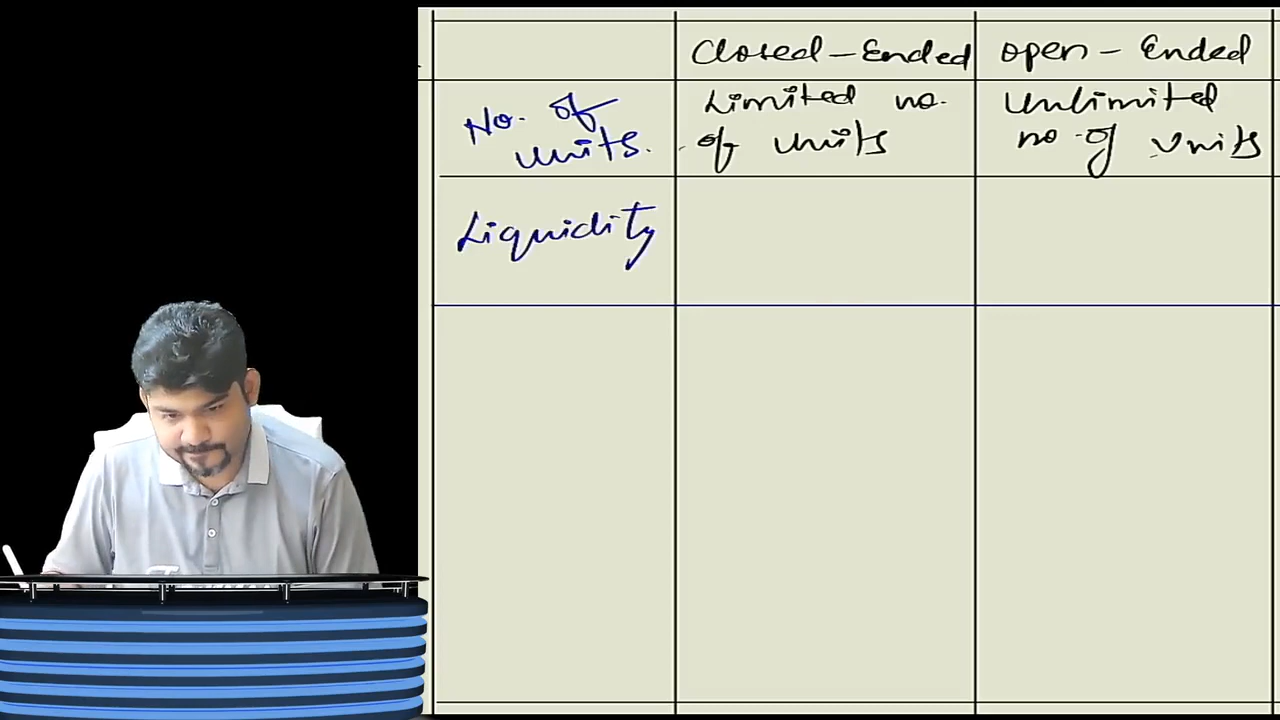 Closed-Ended
Open-Ended
No. of
units.
Limited no.
of units
Unlimited
no. of units
Liquidity